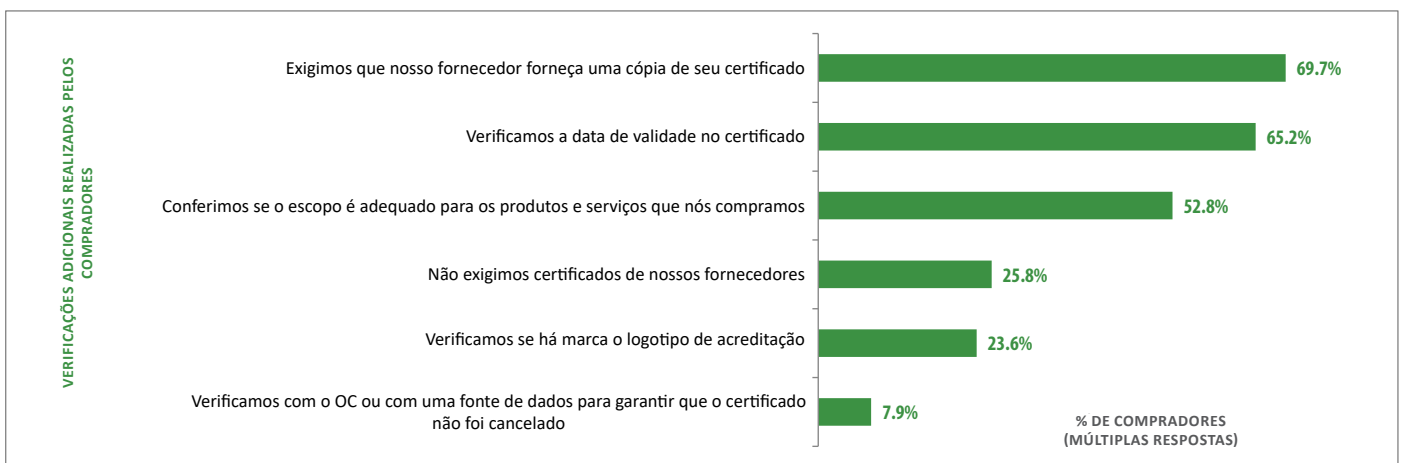 VERIFICAÇÕES ADICIONAIS REALIZADAS PELOS
COMPRADORES
Exigimos que nosso fornecedor forneça uma cópia de seu certificado
69.7%
Verificamos a data de validade no certificado
65.2%
Conferimos se o escopo é adequado para os produtos e serviços que nós compramos
52.8%
Não exigimos certificados de nossos fornecedores
25.8%
Verificamos se há marca o logotipo de acreditação
23.6%
Verificamos com o OC ou com uma fonte de dados para garantir que o certificado
não foi cancelado
7.9%
% DE COMPRADORES
(MÚLTIPLAS RESPOSTAS)